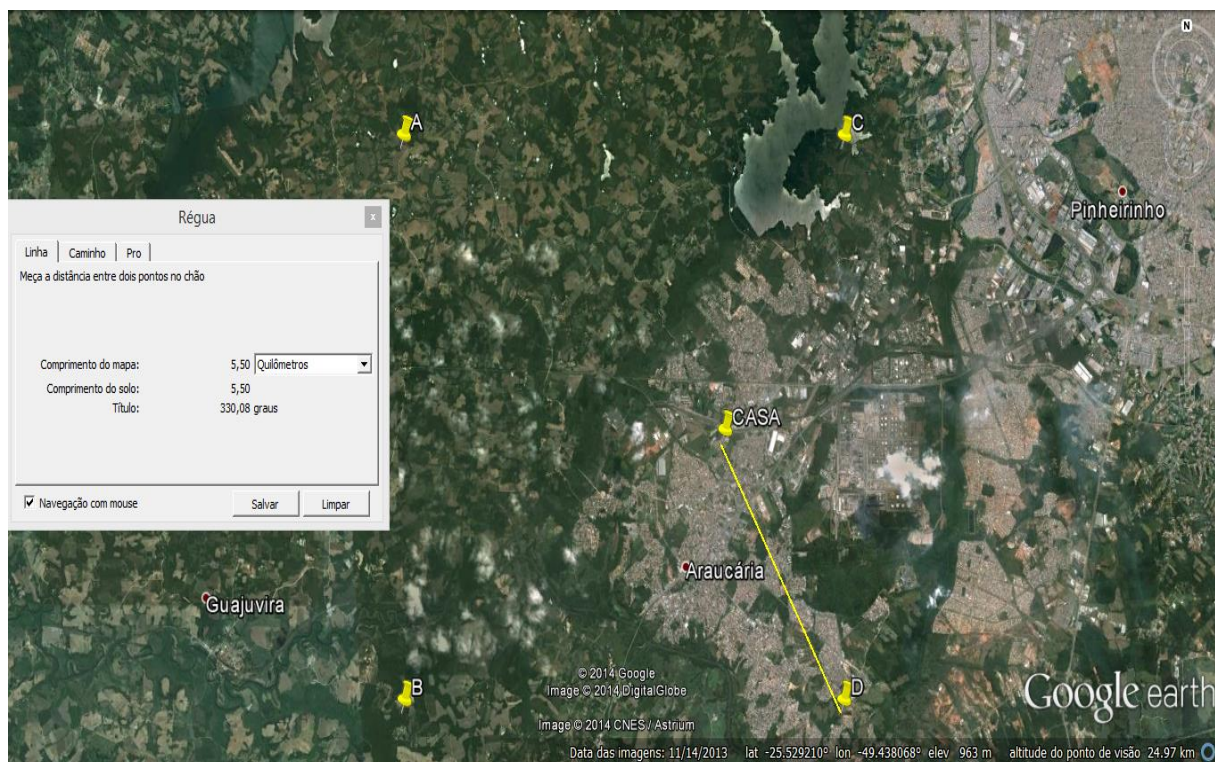 N
A
C
Pinheirinho
Régua
x
Linha Caminho Pro
Meça a distância entre dois pontos no chão
Comprimento do mapa: 5,50 Quilômetros
Comprimento do solo: 5,50
Título: 330,08 graus
CASA
Navegação com mouse Salvar Limpar
Araucária
Guajuvira
B
D
© 2014 Google
Image © 2014 DigitalGlobe
Image © 2014 CNES / Astrium
Google earth
Data das imagens: 11/14/2013 lat -25.529210° lon -49.438068° elev 963 m altitude do ponto de visão 24.97 km